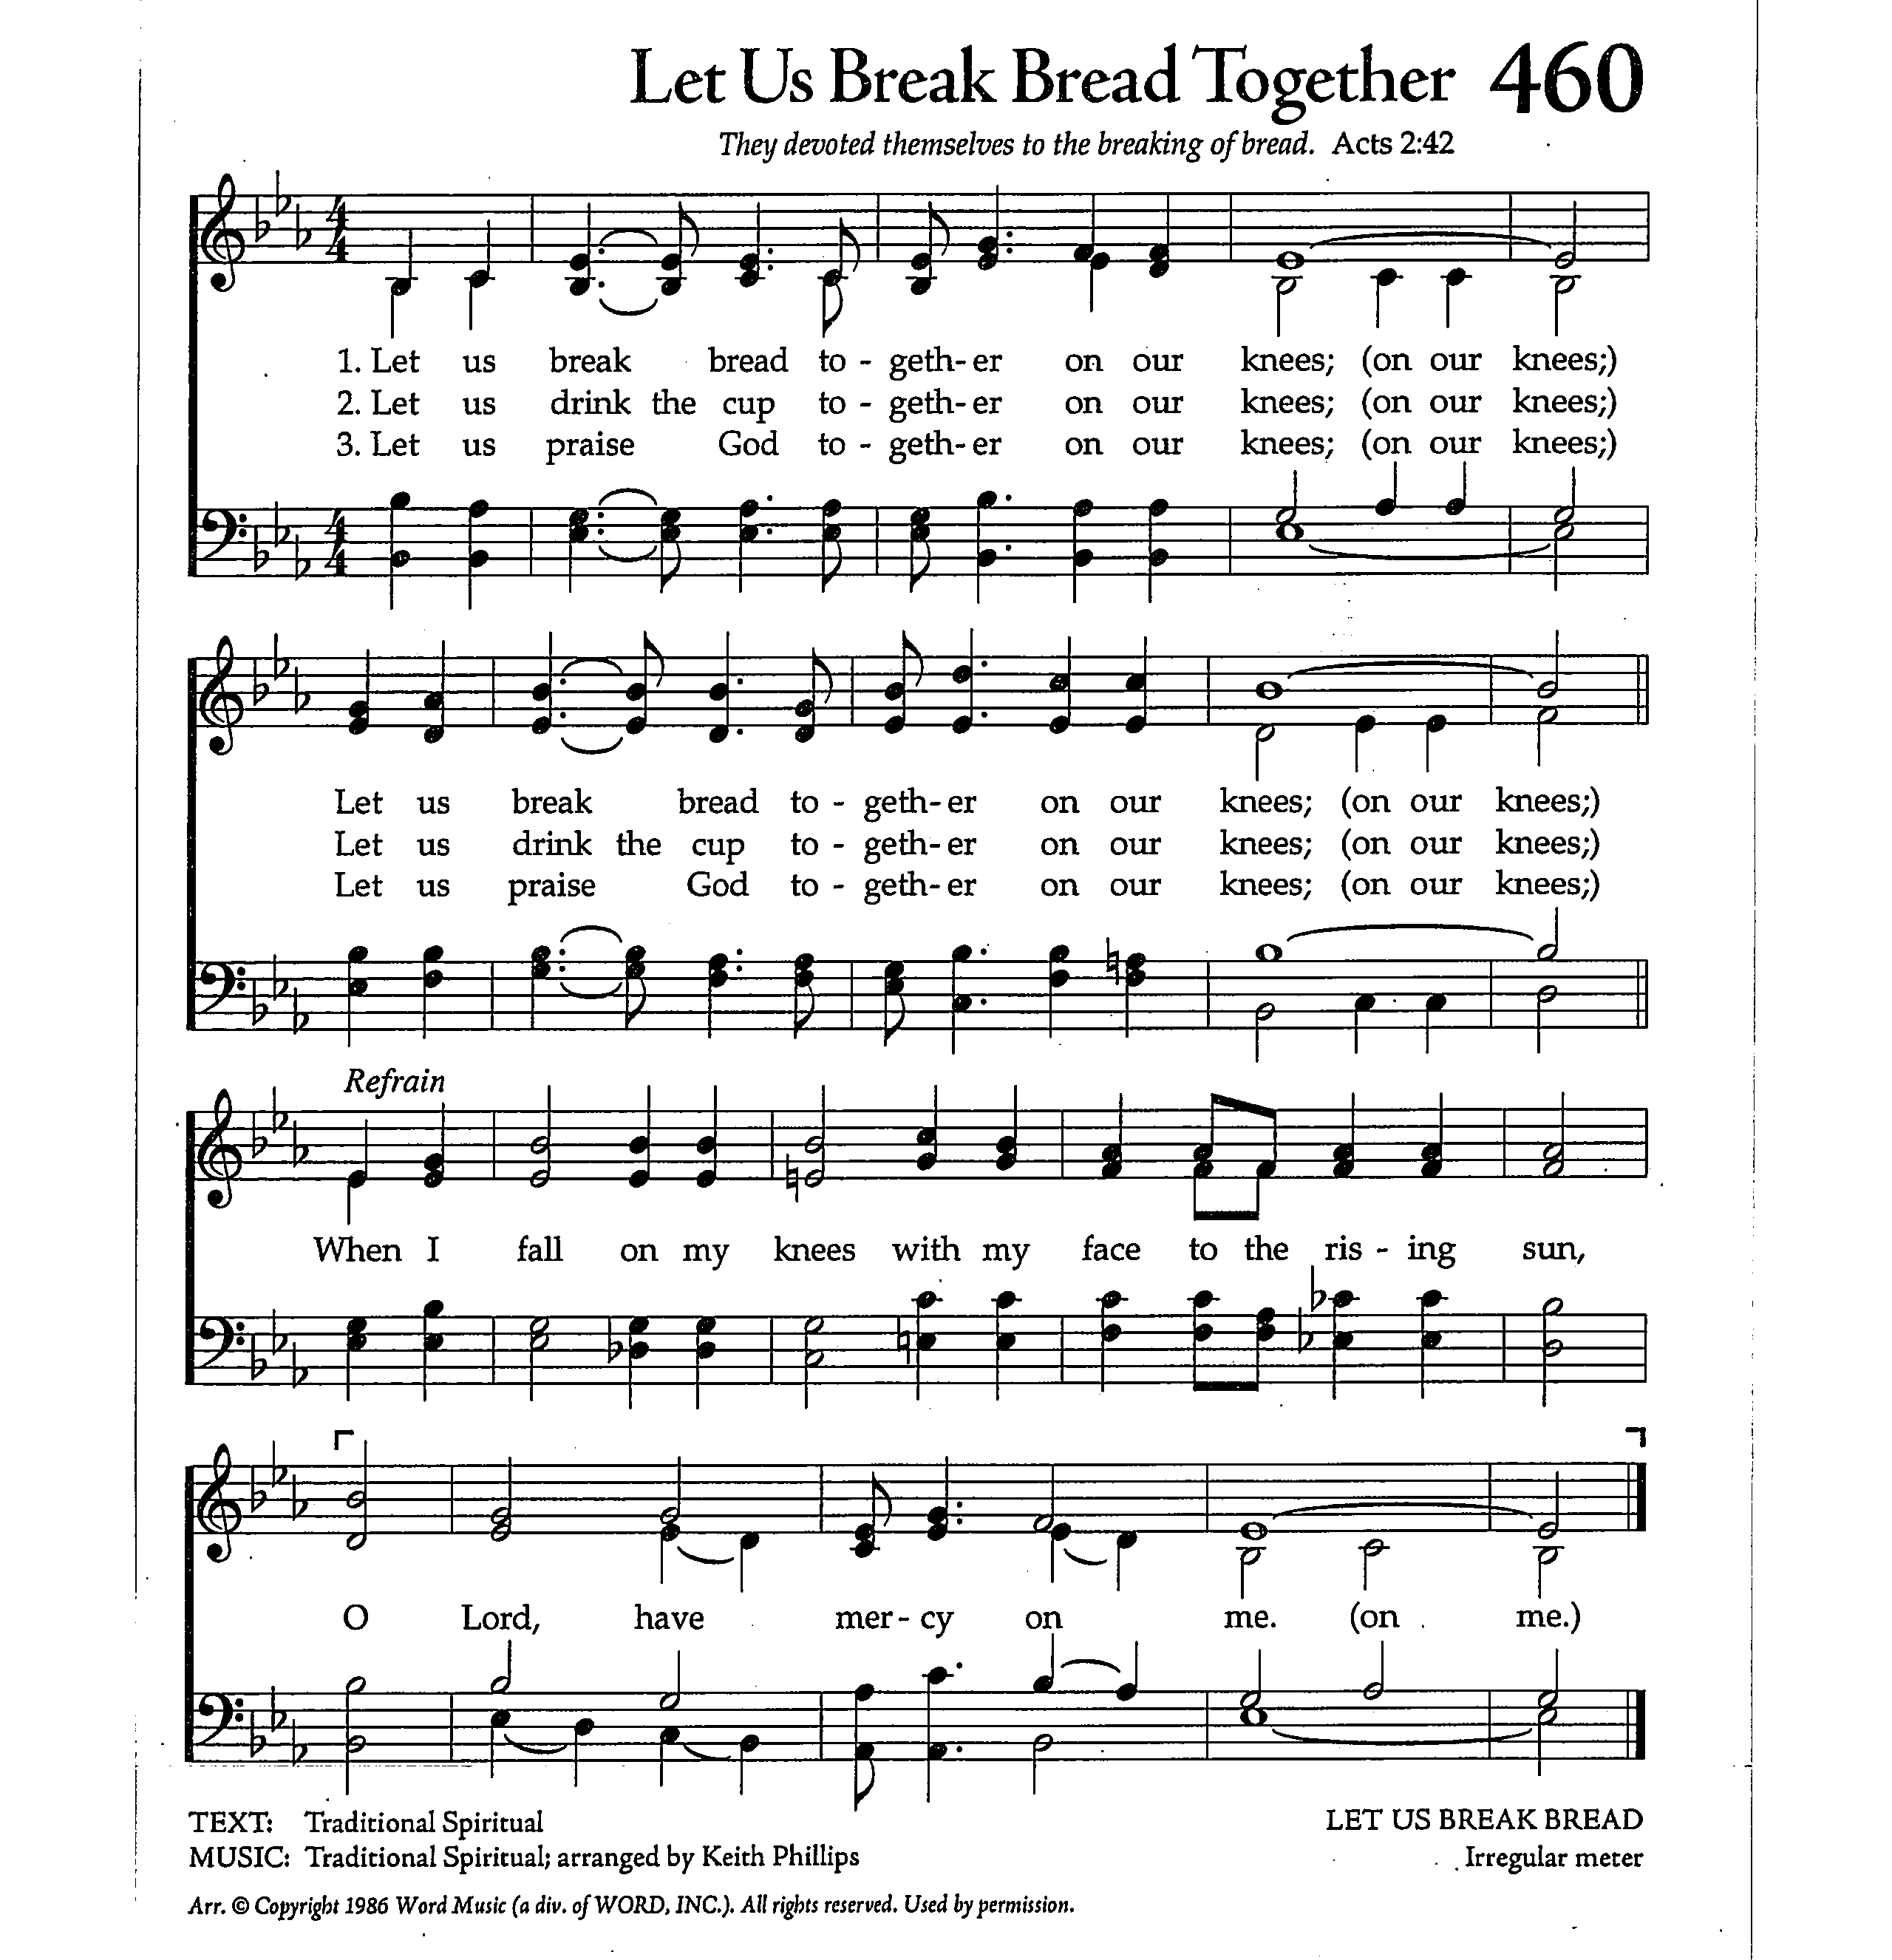 Let Us Break Bread Together 460
They devoted themselves to the breaking of bread. Acts 2:42
1. Let us break bread to - geth- er on our knees; (on our knees;)
2. Let us drink the cup to - geth- er on our knees; (on our knees;)
3. Let us praise God to - geth- er on our knees; (on our knees;)
Let us break bread to - geth- er on our knees; (on our knees;)
Let us drink the cup to - geth- er on our knees; (on our knees;)
Let us praise God to - geth- er on our knees; (on our knees;)
Refrain
When I fall on my knees with my face to the ris - ing sun,
O Lord, have mer- cy on me. (on me.)
TEXT: Traditional Spiritual
LET US BREAK BREAD
MUSIC: Traditional Spiritual; arranged by Keith Phillips
Irregular meter
Arr. © Copyright 1986 Word Music (a div. of WORD, INC.). All rights reserved. Used by permission.